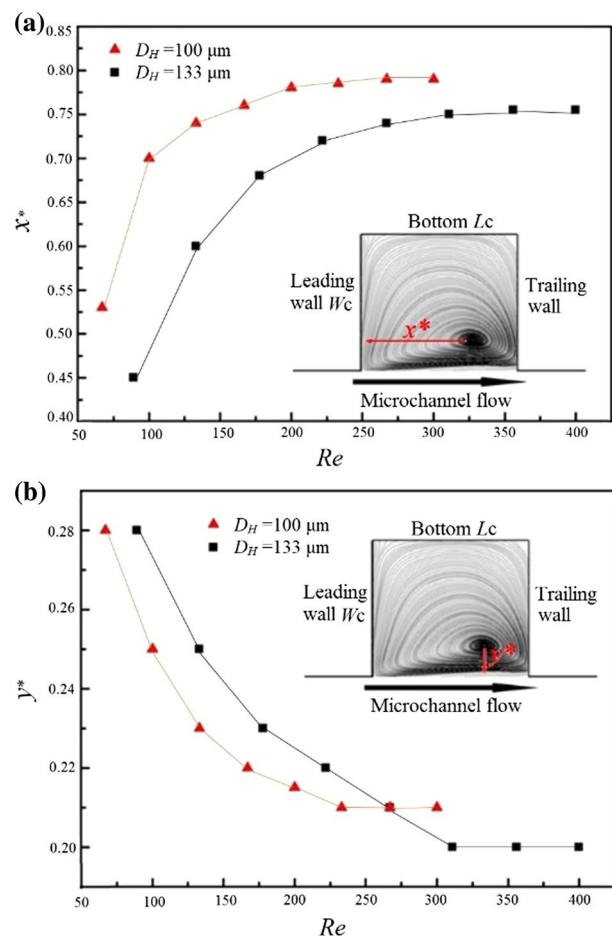 (a)
D_H =100 μm
D_H =133 μm
0.80
0.75
0.70
0.65
0.60
0.55
0.50
0.45
0.40
x*
Bottom Lc
Leading
wall Wc
Trailing
wall
x*
Microchannel flow
50 100 150 200 250 300 350 400
Re
(b)
D_H =100 μm
D_H =133 μm
0.28
0.26
0.24
0.22
0.20
y*
Bottom Lc
Leading
wall Wc
Trailing
wall
y*
Microchannel flow
50 100 150 200 250 300 350 400
Re